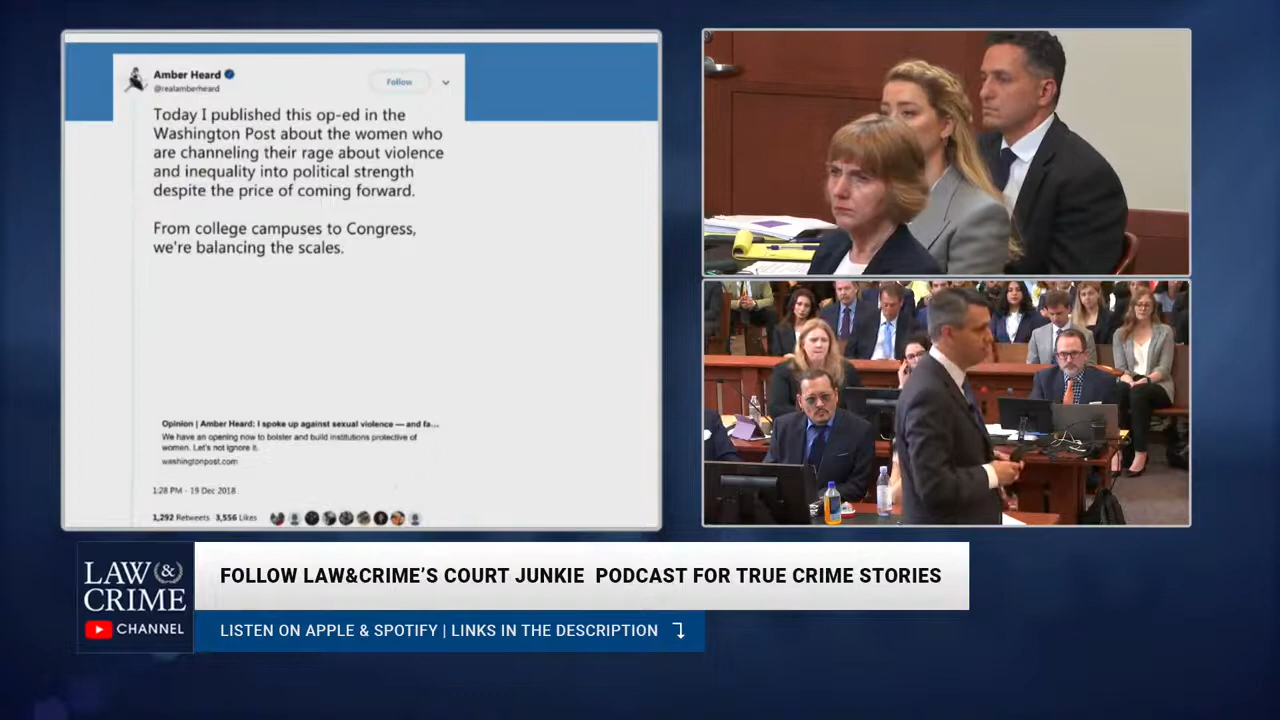 Amber Heard
@realamberheard
Follow
Today I published this op-ed in the
Washington Post about the women who
are channeling their rage about violence
and inequality into political strength
despite the price of coming forward.
From college campuses to Congress,
we're balancing the scales.
Opinion | Amber Heard: I spoke up against sexual violence — and fa...
We have an opening now to bolster and build institutions protective of
women. Let's not ignore it.
washingtonpost.com
1:28 PM - 19 Dec 2018
1,292 Retweets 3,556 Likes
LAW &
CRIME
CHANNEL
FOLLOW LAW&CRIME'S COURT JUNKIE PODCAST FOR TRUE CRIME STORIES
LISTEN ON APPLE & SPOTIFY | LINKS IN THE DESCRIPTION